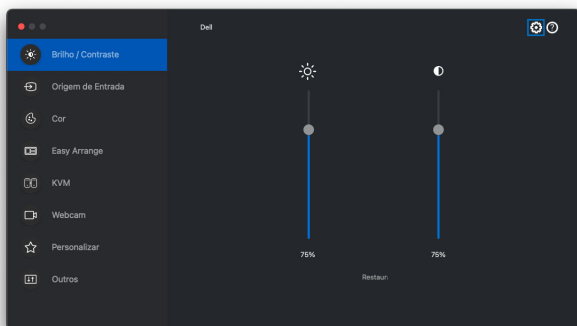 Dell
Brilho / Contraste
Origem de Entrada
Cor
Easy Arrange
KVM
Webcam
Personalizar
Outros
75%
75%
Restaur